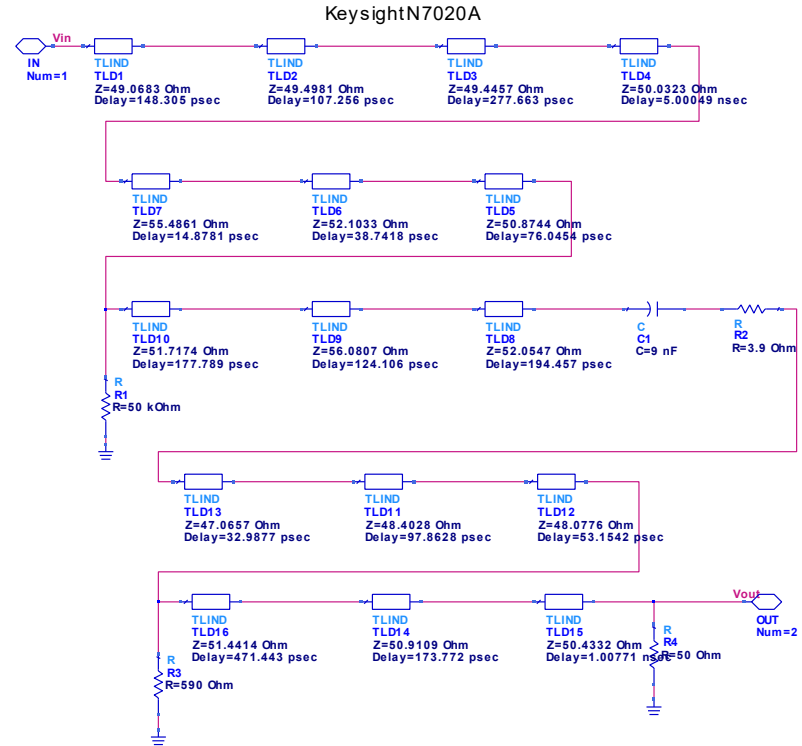 KeysightN7020A
Vin
IN
Num=1
TLIND
TLD1
Z=49.0683 Ohm
Delay=148.305 psec
TLIND
TLD2
Z=49.4981 Ohm
Delay=107.256 psec
TLIND
TLD3
Z=49.4457 Ohm
Delay=277.663 psec
TLIND
TLD4
Z=50.0323 Ohm
Delay=5.00049 nsec
TLIND
TLD7
Z=55.4861 Ohm
Delay=14.8781 psec
TLIND
TLD6
Z=52.1033 Ohm
Delay=38.7418 psec
TLIND
TLD5
Z=50.8744 Ohm
Delay=76.0454 psec
TLIND
TLD10
Z=51.7174 Ohm
Delay=177.789 psec
TLIND
TLD9
Z=56.0807 Ohm
Delay=124.106 psec
TLIND
TLD8
Z=52.0547 Ohm
Delay=194.457 psec
C
C1
C=9 nF
R
R2
R=3.9 Ohm
R
R1
R=50 kOhm
TLIND
TLD13
Z=47.0657 Ohm
Delay=32.9877 psec
TLIND
TLD11
Z=48.4028 Ohm
Delay=97.8628 psec
TLIND
TLD12
Z=48.0776 Ohm
Delay=53.1542 psec
TLIND
TLD16
Z=51.4414 Ohm
Delay=471.443 psec
TLIND
TLD14
Z=50.9109 Ohm
Delay=173.772 psec
TLIND
TLD15
Z=50.4332 Ohm
Delay=1.00771 nsec
Vout
OUT
Num=2
R
R4
R=50 Ohm
R
R3
R=590 Ohm